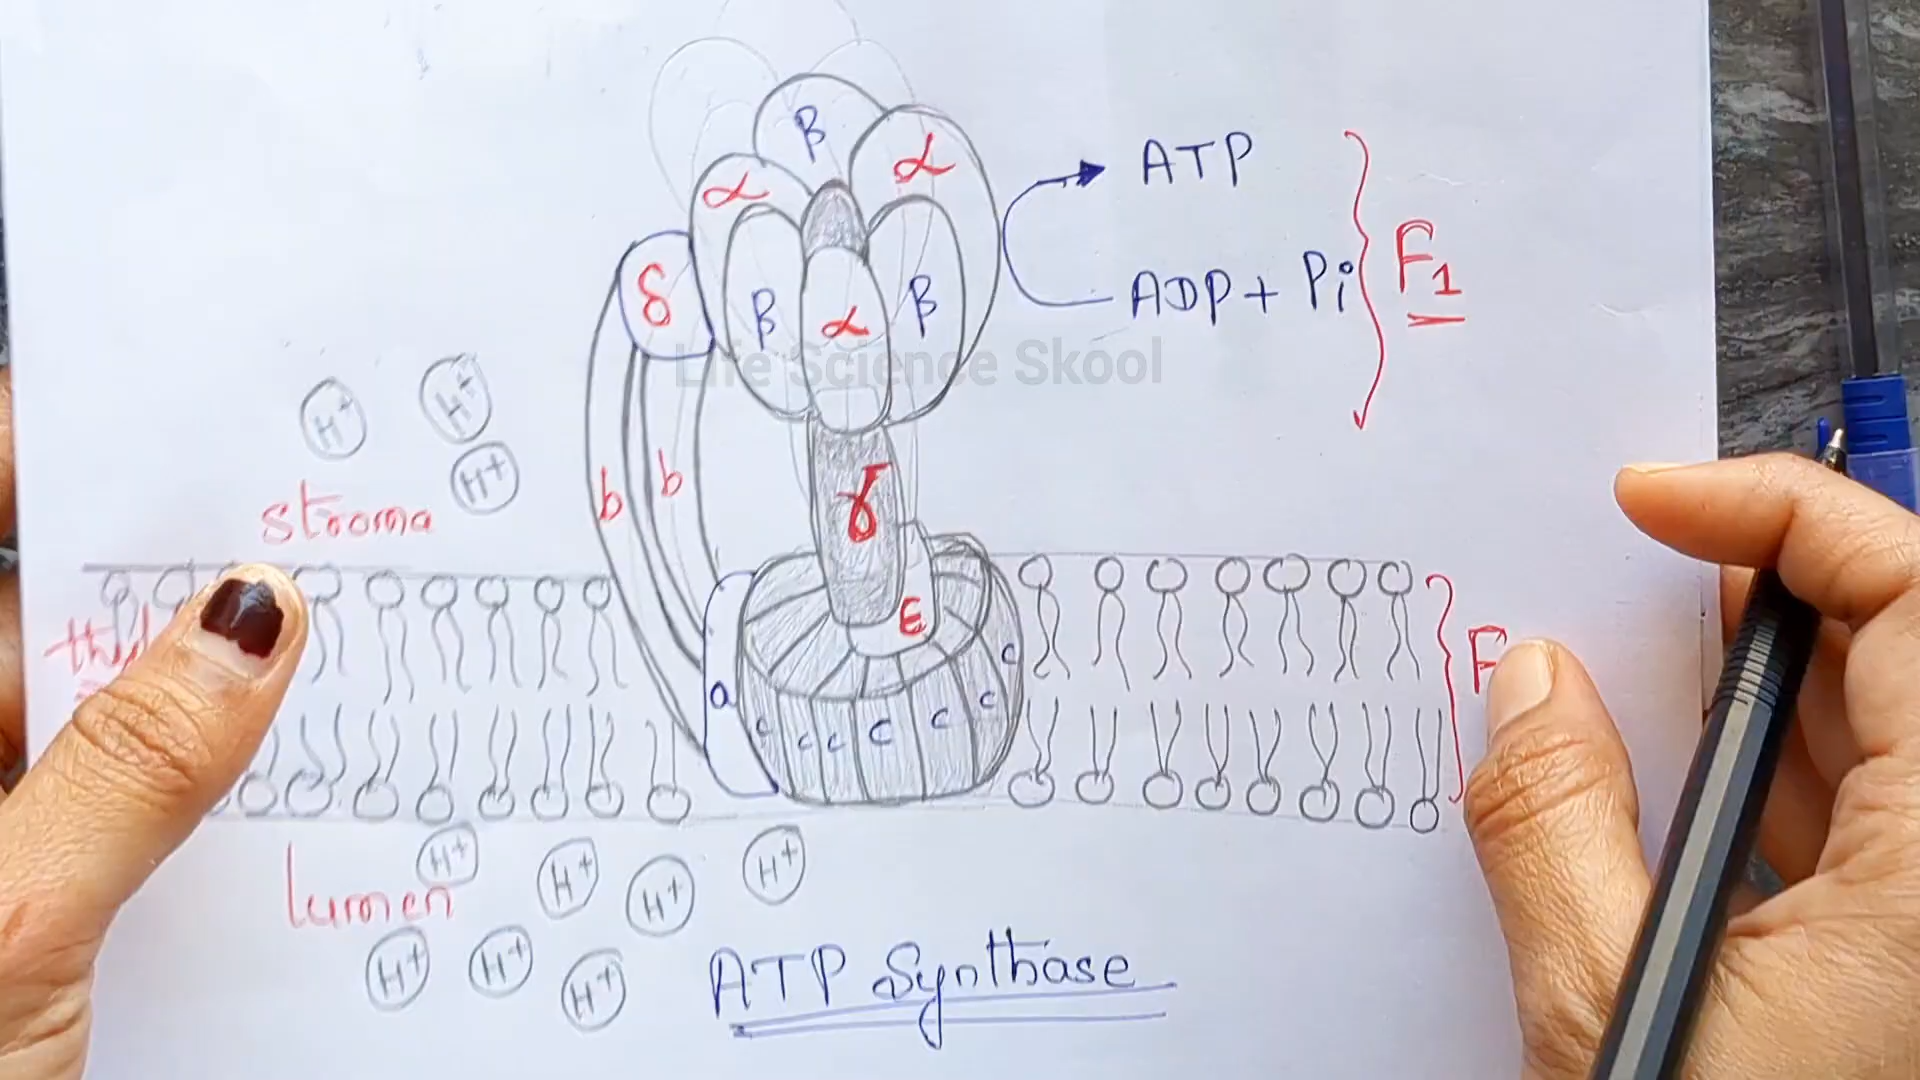 β
α
α
ATP
δ
β
α
β
ADP + Pi
F1
Life Science Skool
H+
H+
H+
b
b
γ
stroma
ε
a
c
c
c
c
c
c
c
F
H+
H+
H+
H+
lumen
H+
H+
H+
ATP Synthase